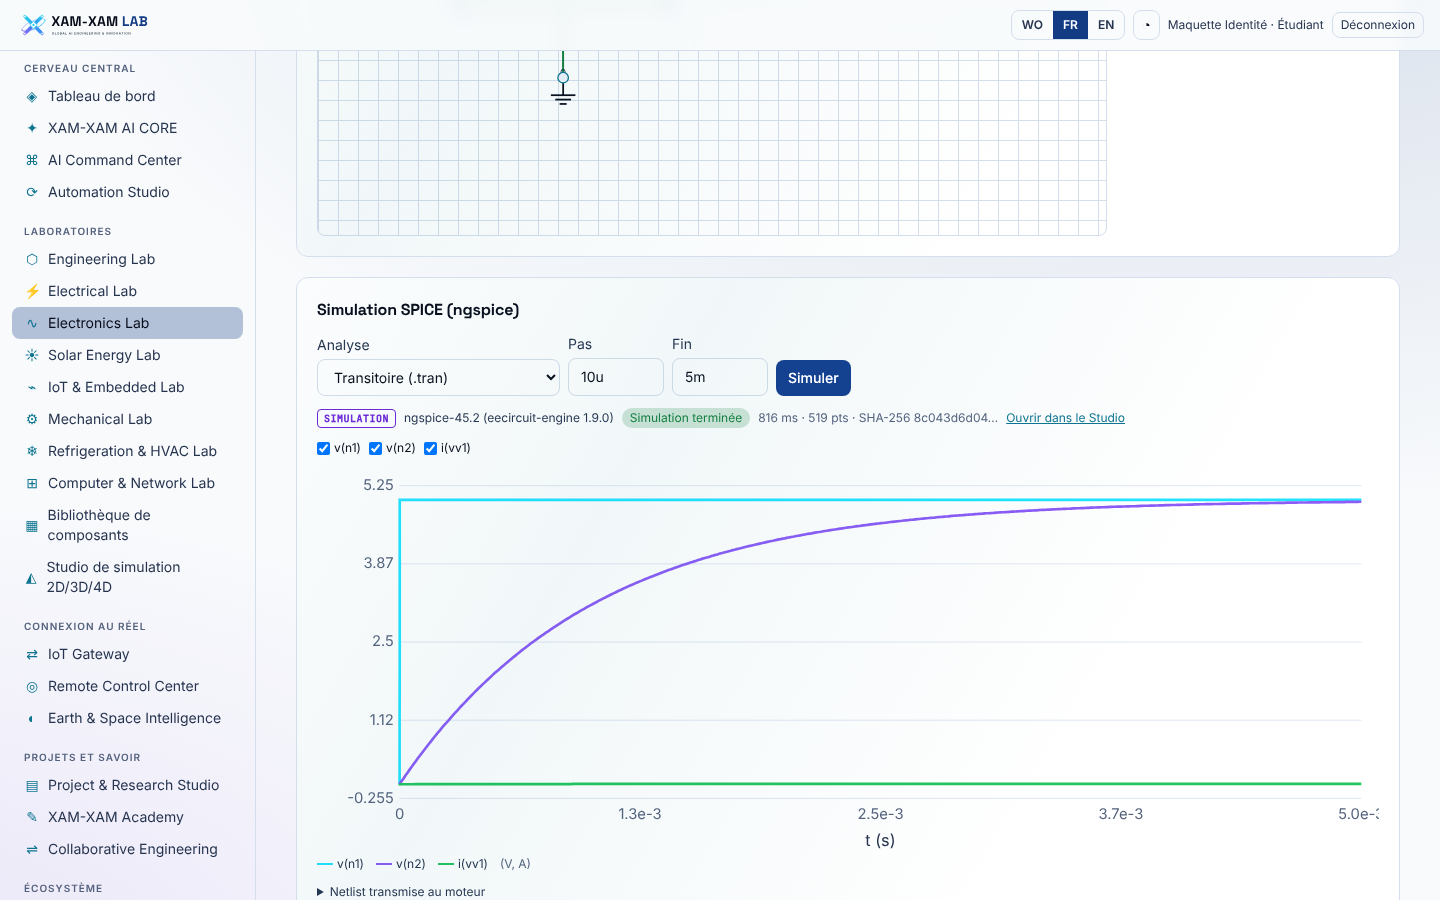 XAM-XAM LAB
GLOBAL AI ENGINEERING & INNOVATION
WO FR EN
Maquette Identité · Étudiant
Déconnexion
CERVEAU CENTRAL
Tableau de bord
XAM-XAM AI CORE
AI Command Center
Automation Studio
LABORATOIRES
Engineering Lab
Electrical Lab
Electronics Lab
Solar Energy Lab
IoT & Embedded Lab
Mechanical Lab
Refrigeration & HVAC Lab
Computer & Network Lab
Bibliothèque de
composants
Studio de simulation
2D/3D/4D
CONNEXION AU RÉEL
IoT Gateway
Remote Control Center
Earth & Space Intelligence
PROJETS ET SAVOIR
Project & Research Studio
XAM-XAM Academy
Collaborative Engineering
ÉCOSYSTÈME
Simulation SPICE (ngspice)
Analyse Pas Fin
Transitoire (.tran) 10u 5m Simuler
SIMULATION ngspice-45.2 (eecircuit-engine 1.9.0) Simulation terminée 816 ms · 519 pts · SHA-256 8c043d6d04… Ouvrir dans le Studio
v(n1) v(n2) i(vv1)
5.25
3.87
2.5
1.12
-0.255
0 1.3e-3 2.5e-3 3.7e-3 5.0e-3
t (s)
v(n1) v(n2) i(vv1) (V, A)
Netlist transmise au moteur